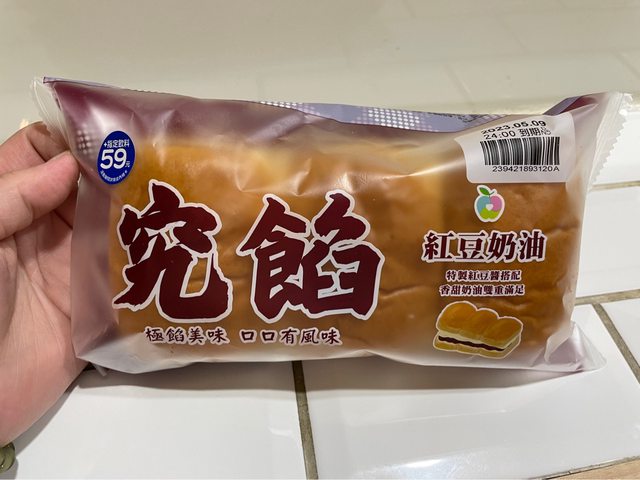 2023.05.09
24:00 到期
239421893120A
+指定飲料
59元
究餡
紅豆奶油
特製紅豆醬搭配
香甜奶油雙重滿足
極餡美味 口口有風味